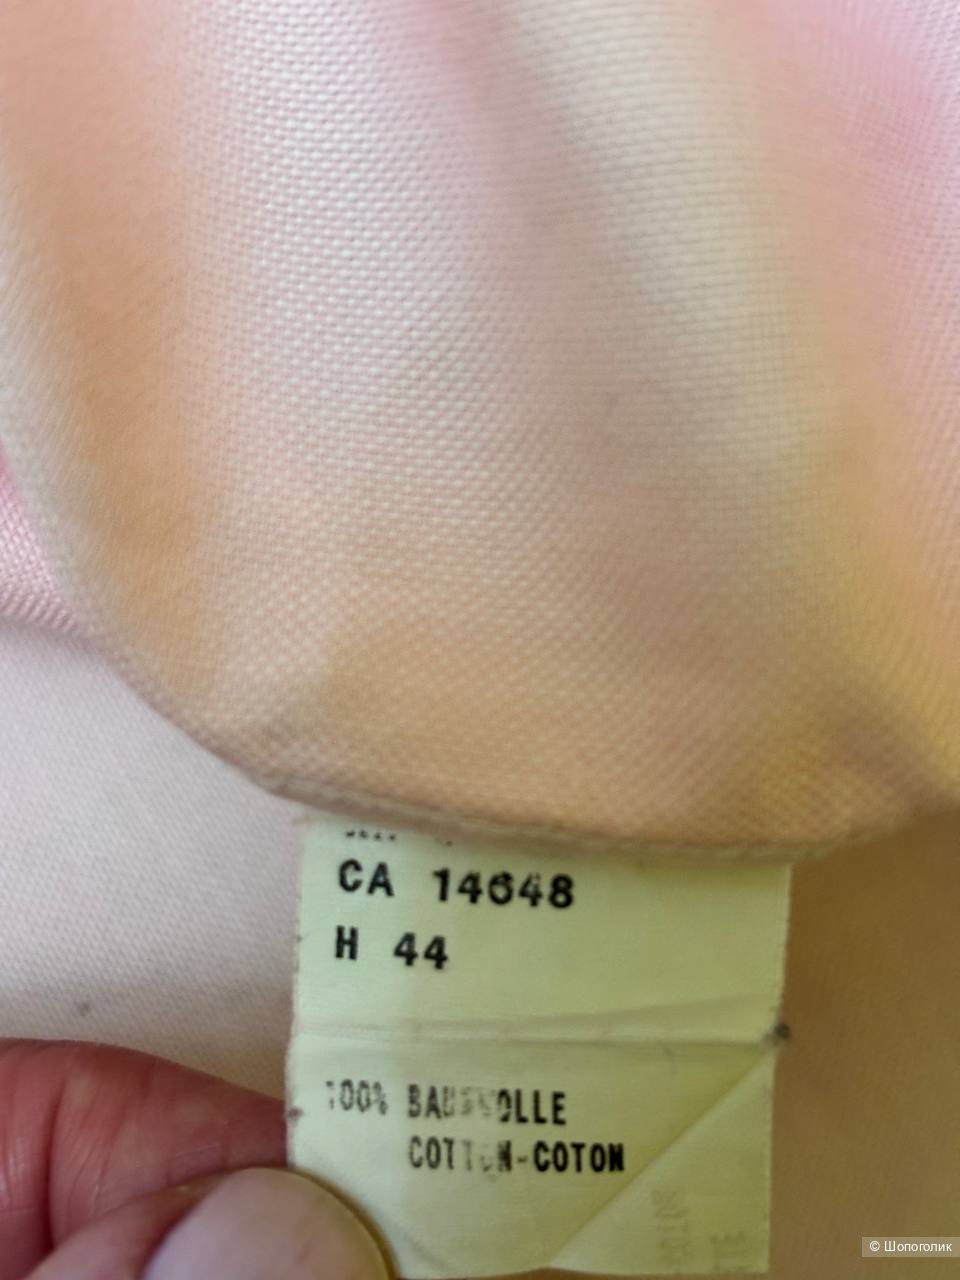 CA 14648
H 44
100% BAUMWOLLE
COTTON-COTON
© Шопоголик